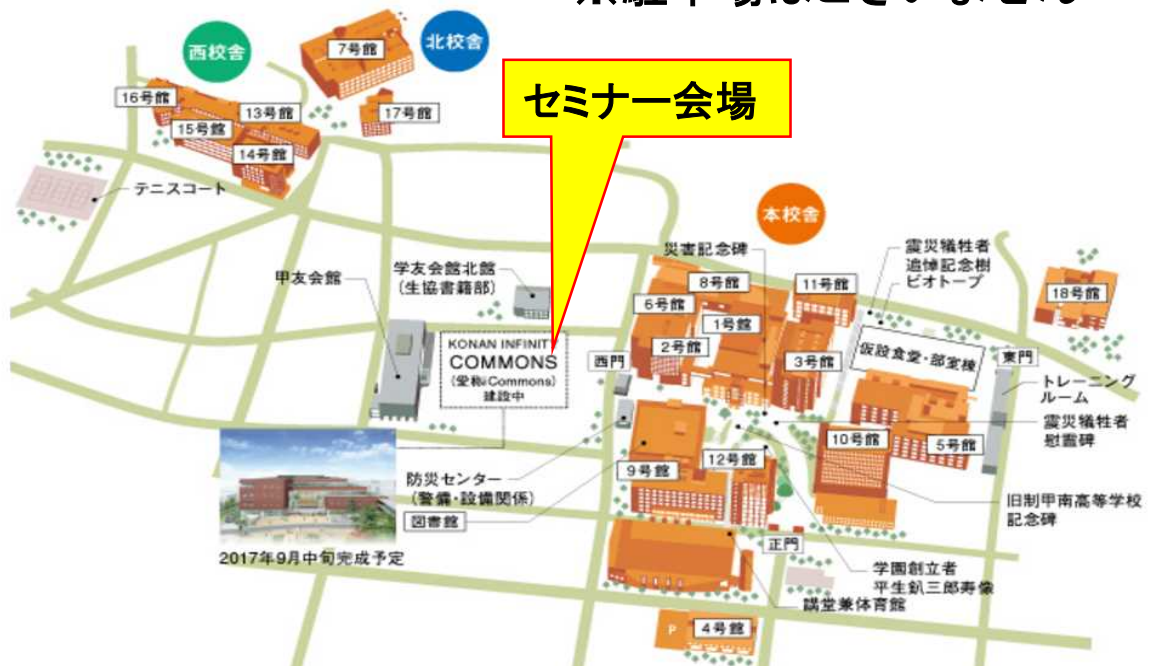 西校舎
7号館
北校舎
セミナー会場
16号館
13号館
17号館
15号館
14号館
テニスコート
本校舎
災害記念碑
震災犠牲者
追悼記念樹
ビオトープ
甲友会館
学友会館北館
(生協書籍部)
8号館
11号館
18号館
6号館
1号館
KONAN INFINIT
COMMONS
(愛称iCommons)
建設中
西門
2号館
3号館
仮設食堂・部室棟
東門
トレーニング
ルーム
震災犠牲者
慰霊碑
10号館
5号館
防災センター
(警備・設備関係)
図書館
9号館
12号館
旧制甲南高等学校
記念碑
2017年9月中旬完成予定
正門
学園創立者
平生釟三郎寿像
講堂兼体育館
P
4号館